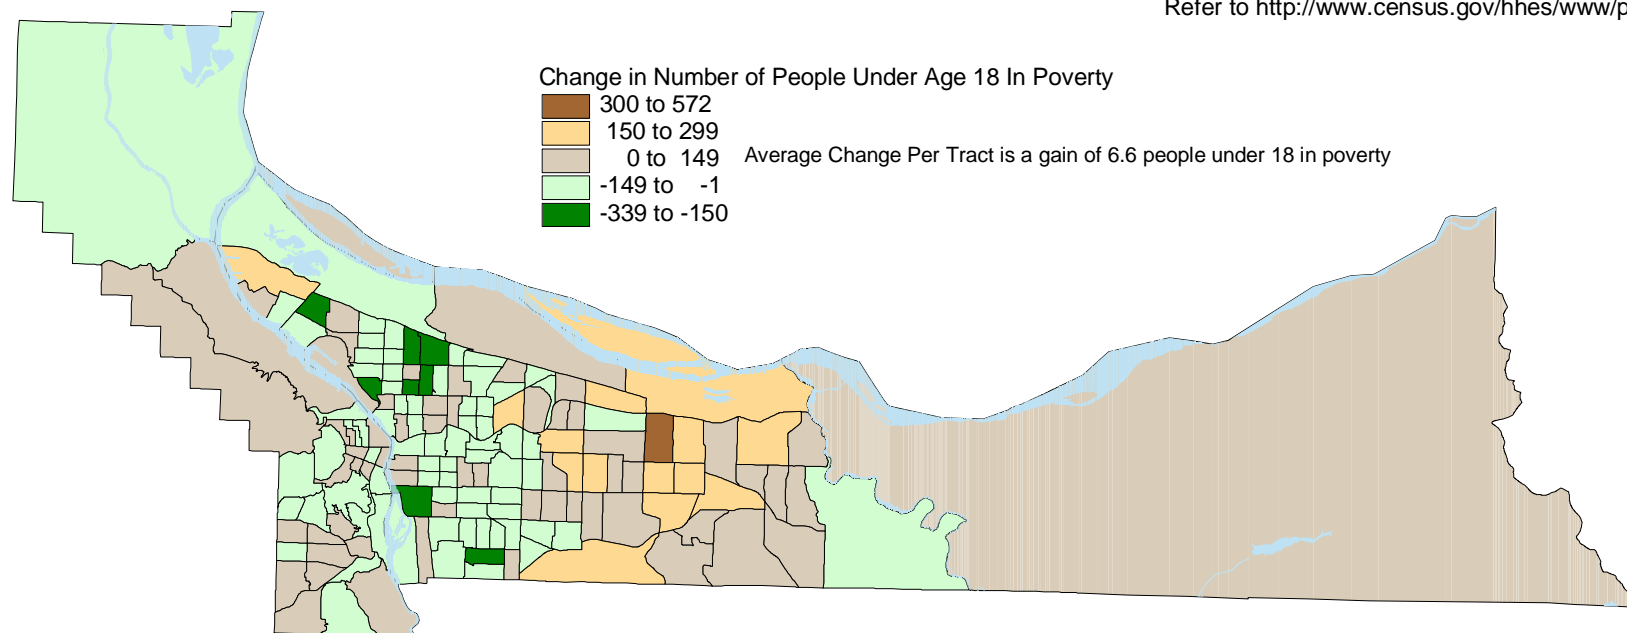 Refer to http://www.census.gov/hhes/www/p
Change in Number of People Under Age 18 In Poverty
300 to 572
150 to 299
0 to 149
Average Change Per Tract is a gain of 6.6 people under 18 in poverty
-149 to -1
-339 to -150